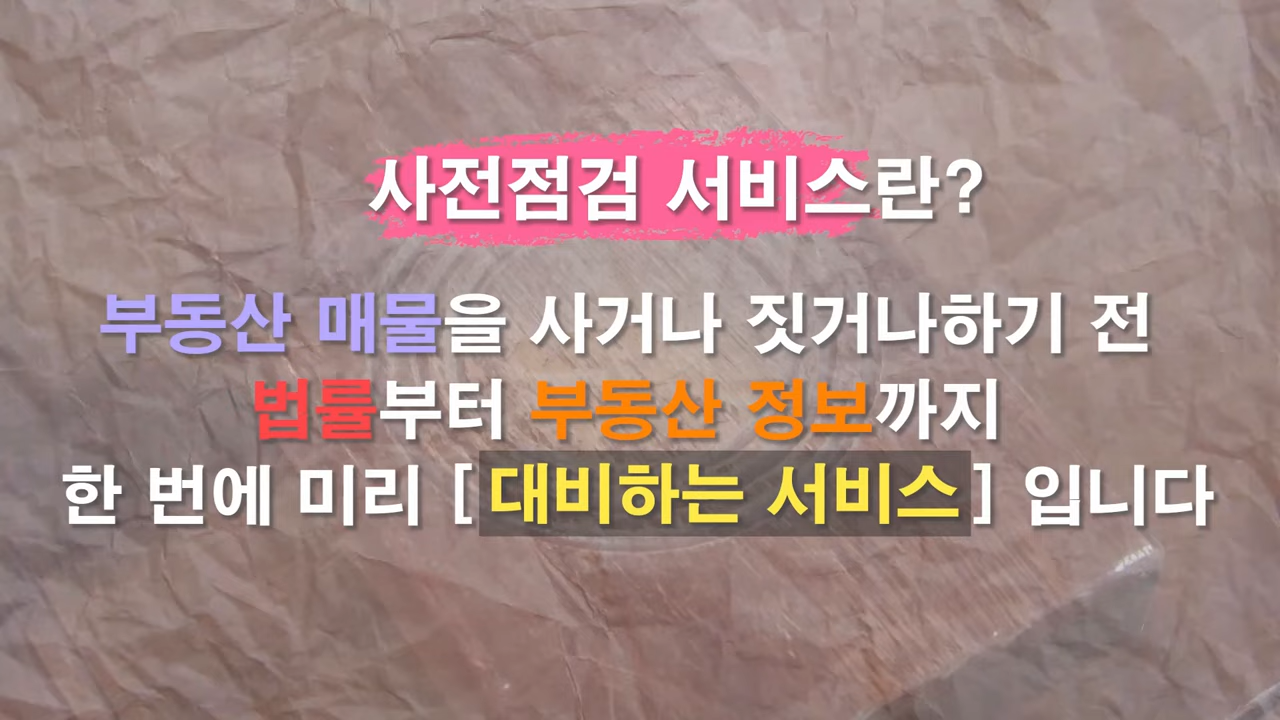 사전점검 서비스란?
부동산 매물을 사거나 짓거나하기 전
법률부터 부동산 정보까지
한 번에 미리 [대비하는 서비스] 입니다